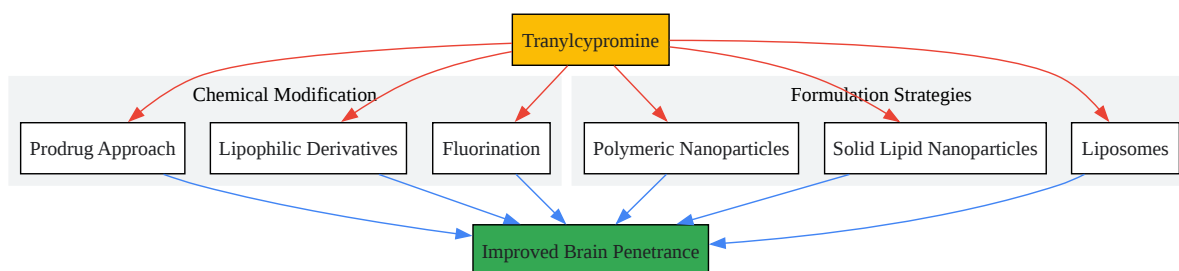 Tranylcypromine
Chemical Modification
Formulation Strategies
Prodrug Approach
Lipophilic Derivatives
Fluorination
Polymeric Nanoparticles
Solid Lipid Nanoparticles
Liposomes
Improved Brain Penetrance